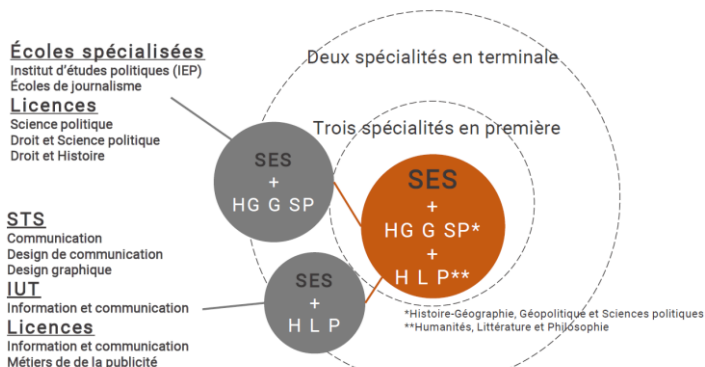 Écoles spécialisées
Institut d'études politiques (IEP)
Écoles de journalisme
Licences
Science politique
Droit et Science politique
Droit et Histoire
STS
Communication
Design de communication
Design graphique
IUT
Information et communication
Licences
Information et communication
Métiers de de la publicité
Deux spécialités en terminale
Trois spécialités en première
SES
+
HG G SP
SES
+
H L P
SES
+
HG G SP*
+
H L P**
*Histoire-Géographie, Géopolitique et Sciences politiques
**Humanités, Littérature et Philosophie